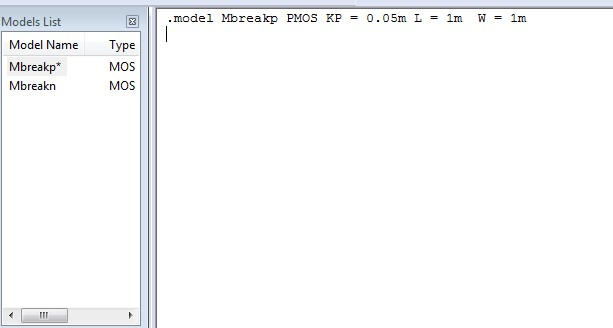 Models List
Model Name Type
Mbreakp* MOS
Mbreakn MOS
.model Mbreakp PMOS KP = 0.05m L = 1m  W = 1m